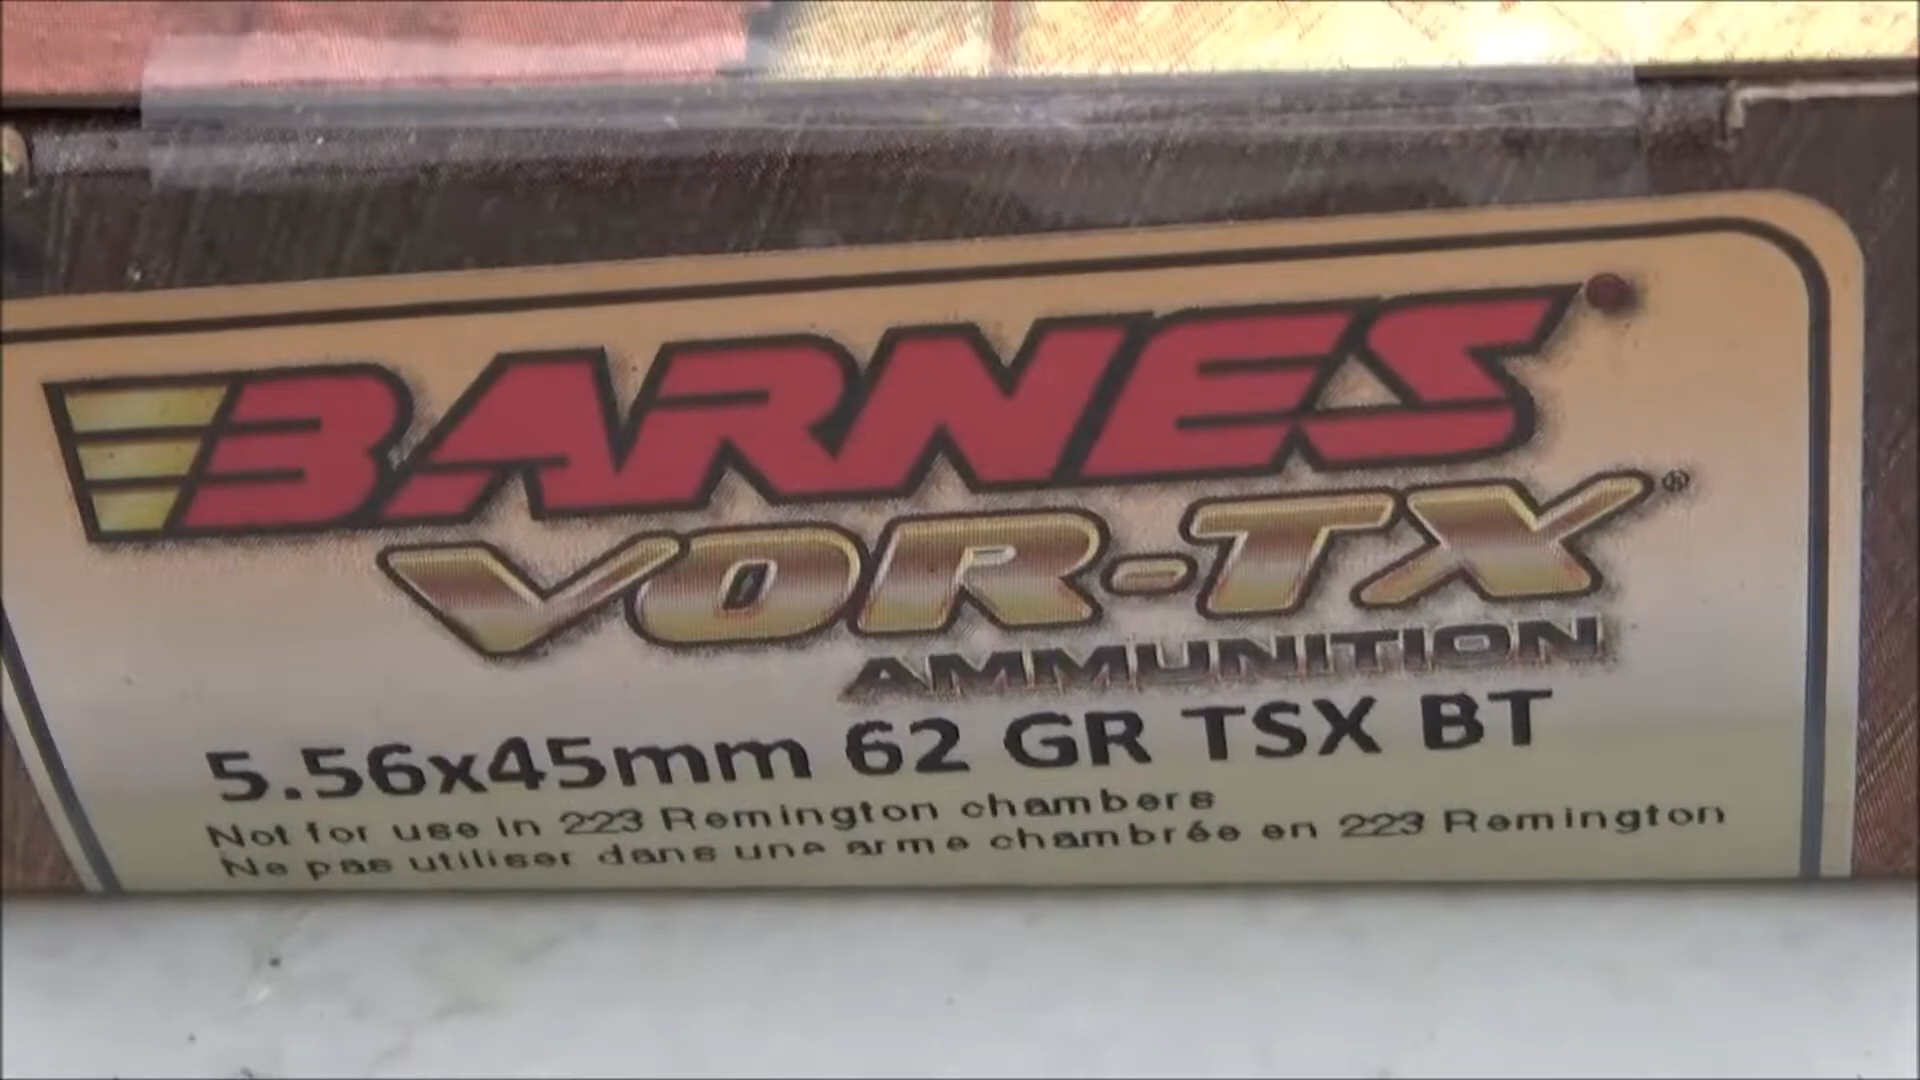 BARNES
VOR-TX®
AMMUNITION
5.56x45mm 62 GR TSX BT
Not for use in 223 Remington chambers
Ne pas utiliser dans une arme chambrée en 223 Remington